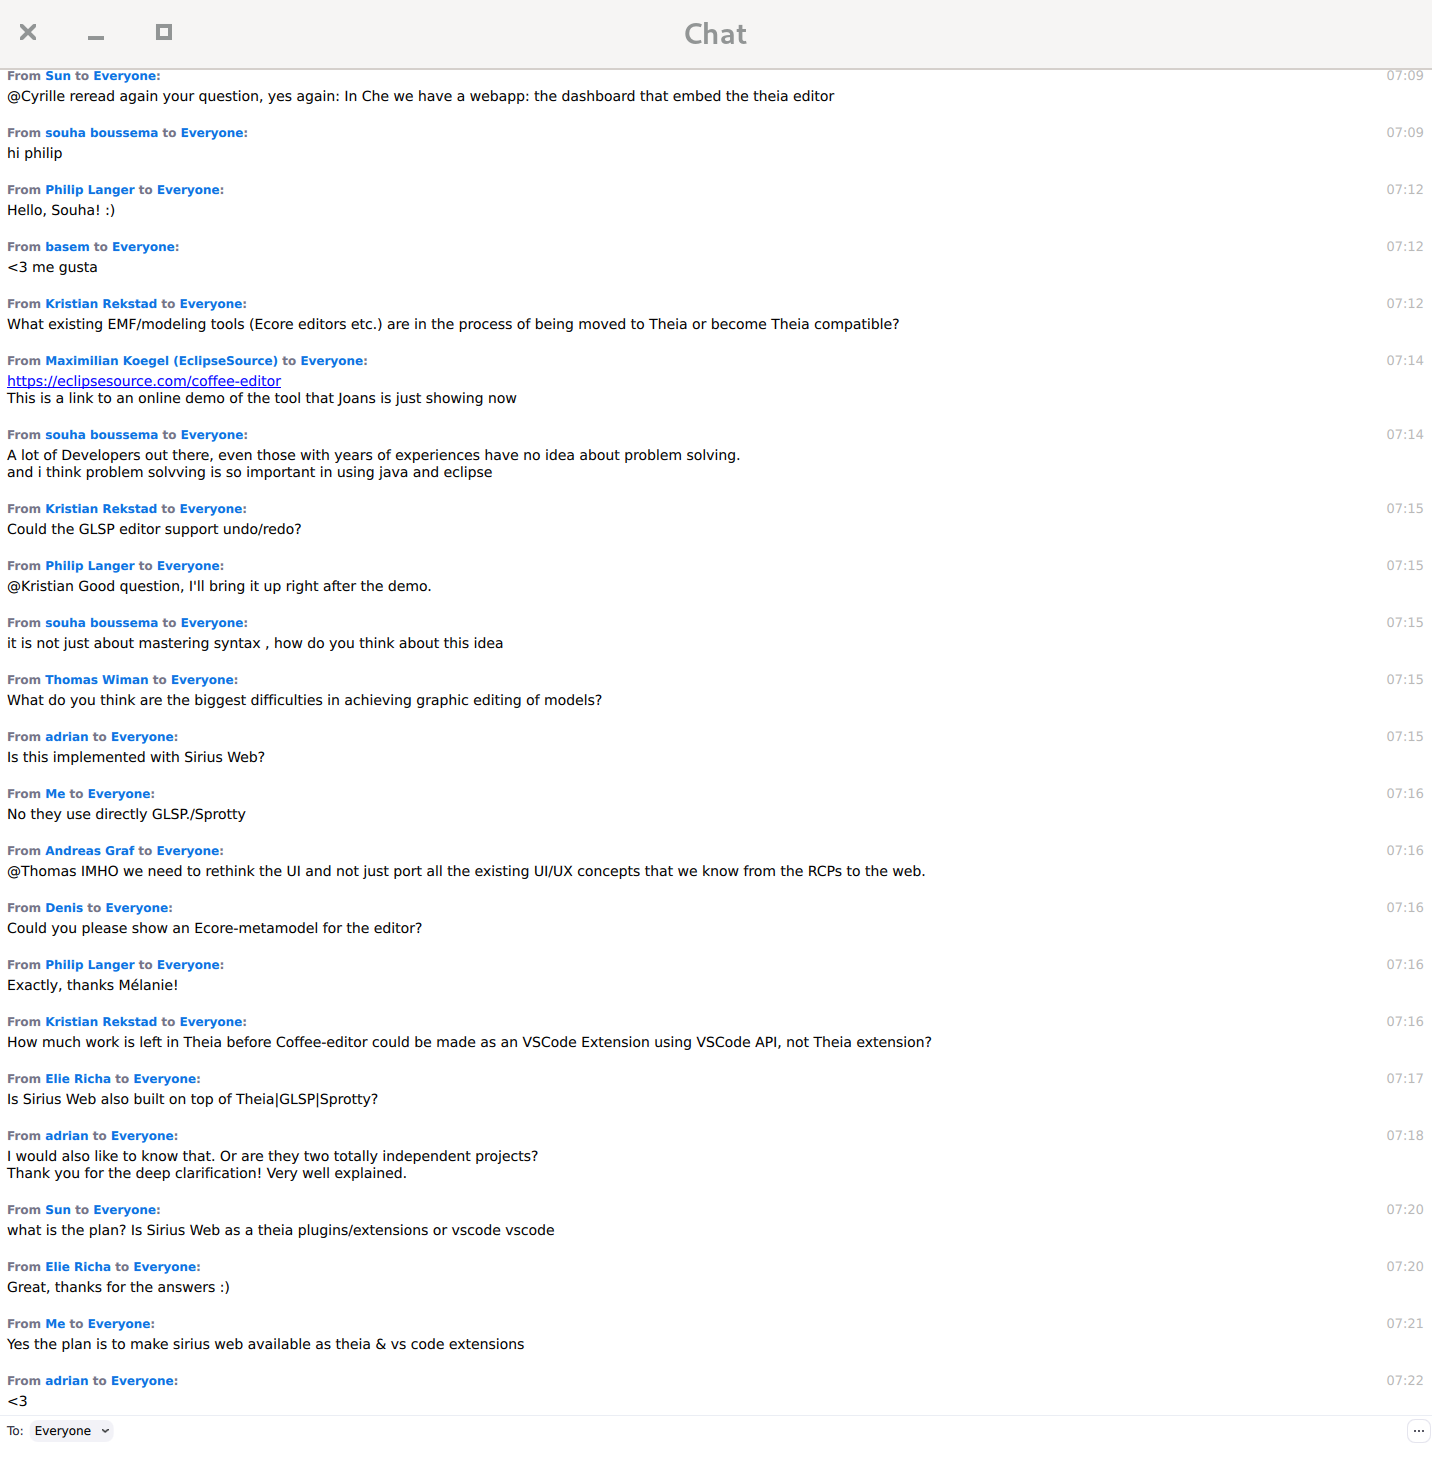 Chat
From Sun to Everyone: 07:09
@Cyrille reread again your question, yes again: In Che we have a webapp: the dashboard that embed the theia editor
From souha boussema to Everyone: 07:09
hi philip
From Philip Langer to Everyone: 07:12
Hello, Souha! :)
From basem to Everyone: 07:12
<3 me gusta
From Kristian Rekstad to Everyone: 07:12
What existing EMF/modeling tools (Ecore editors etc.) are in the process of being moved to Theia or become Theia compatible?
From Maximilian Koegel (EclipseSource) to Everyone: 07:14
https://eclipsesource.com/coffee-editor
This is a link to an online demo of the tool that Joans is just showing now
From souha boussema to Everyone: 07:14
A lot of Developers out there, even those with years of experiences have no idea about problem solving.
and i think problem solvving is so important in using java and eclipse
From Kristian Rekstad to Everyone: 07:15
Could the GLSP editor support undo/redo?
From Philip Langer to Everyone: 07:15
@Kristian Good question, I'll bring it up right after the demo.
From souha boussema to Everyone: 07:15
it is not just about mastering syntax , how do you think about this idea
From Thomas Wiman to Everyone: 07:15
What do you think are the biggest difficulties in achieving graphic editing of models?
From adrian to Everyone: 07:15
Is this implemented with Sirius Web?
From Me to Everyone: 07:16
No they use directly GLSP./Sprotty
From Andreas Graf to Everyone: 07:16
@Thomas IMHO we need to rethink the UI and not just port all the existing UI/UX concepts that we know from the RCPs to the web.
From Denis to Everyone: 07:16
Could you please show an Ecore-metamodel for the editor?
From Philip Langer to Everyone: 07:16
Exactly, thanks Mélanie!
From Kristian Rekstad to Everyone: 07:16
How much work is left in Theia before Coffee-editor could be made as an VSCode Extension using VSCode API, not Theia extension?
From Elie Richa to Everyone: 07:17
Is Sirius Web also built on top of Theia|GLSP|Sprotty?
From adrian to Everyone: 07:18
I would also like to know that. Or are they two totally independent projects?
Thank you for the deep clarification! Very well explained.
From Sun to Everyone: 07:20
what is the plan? Is Sirius Web as a theia plugins/extensions or vscode vscode
From Elie Richa to Everyone: 07:20
Great, thanks for the answers :)
From Me to Everyone: 07:21
Yes the plan is to make sirius web available as theia & vs code extensions
From adrian to Everyone: 07:22
<3
To: Everyone